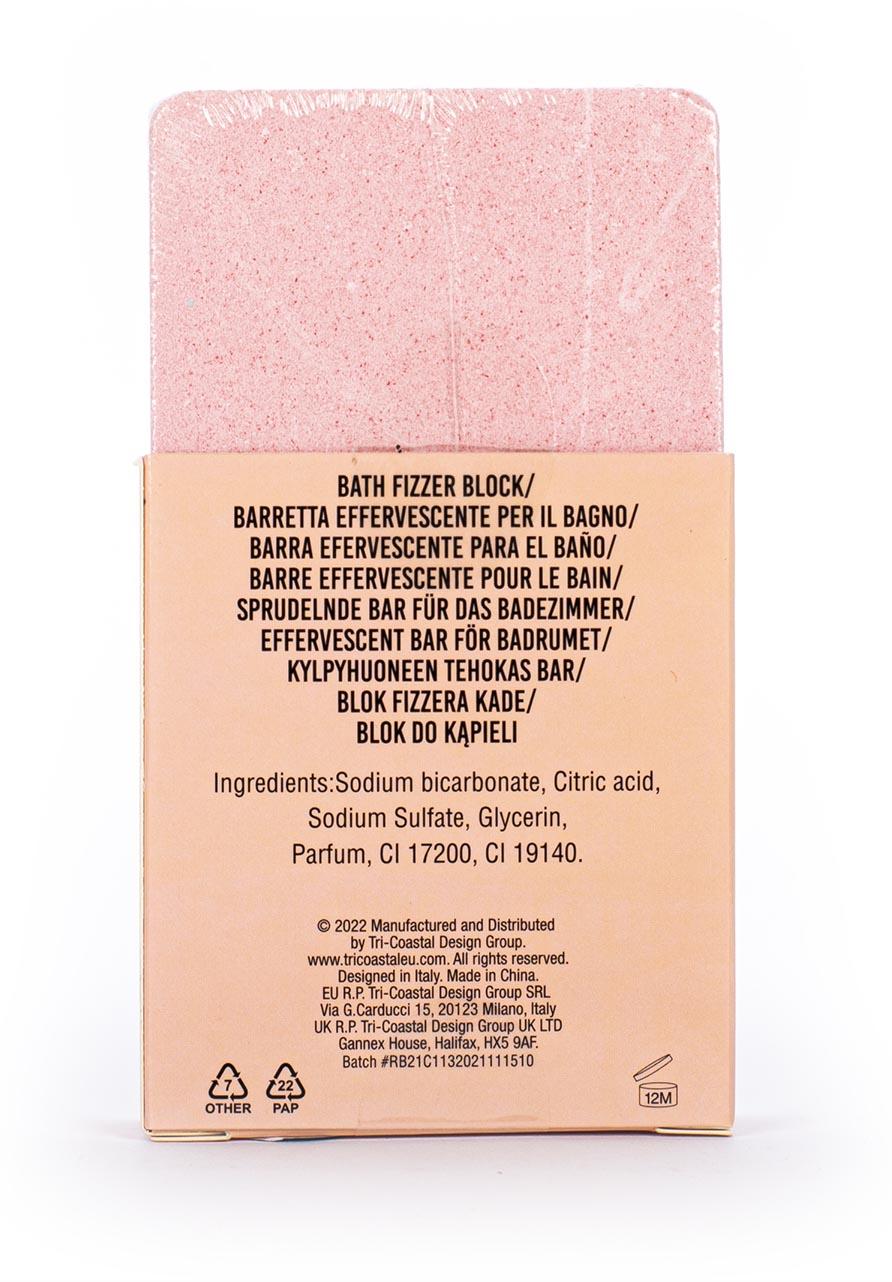 BATH FIZZER BLOCK/
BARRETTA EFFERVESCENTE PER IL BAGNO/
BARRA EFERVESCENTE PARA EL BAÑO/
BARRE EFFERVESCENTE POUR LE BAIN/
SPRUDELNDE BAR FÜR DAS BADEZIMMER/
EFFERVESCENT BAR FÖR BADRUMET/
KYLPYHUONEEN TEHOKAS BAR/
BLOK FIZZERA KADE/
BLOK DO KĄPIELI
Ingredients:Sodium bicarbonate, Citric acid,
Sodium Sulfate, Glycerin,
Parfum, CI 17200, CI 19140.
© 2022 Manufactured and Distributed
by Tri-Coastal Design Group.
www.tricoastaleu.com. All rights reserved.
Designed in Italy. Made in China.
EU R.P. Tri-Coastal Design Group SRL
Via G.Carducci 15, 20123 Milano, Italy
UK R.P. Tri-Coastal Design Group UK LTD
Gannex House, Halifax, HX5 9AF.
Batch #RB21C1132021111510
7 22
OTHER PAP
12M